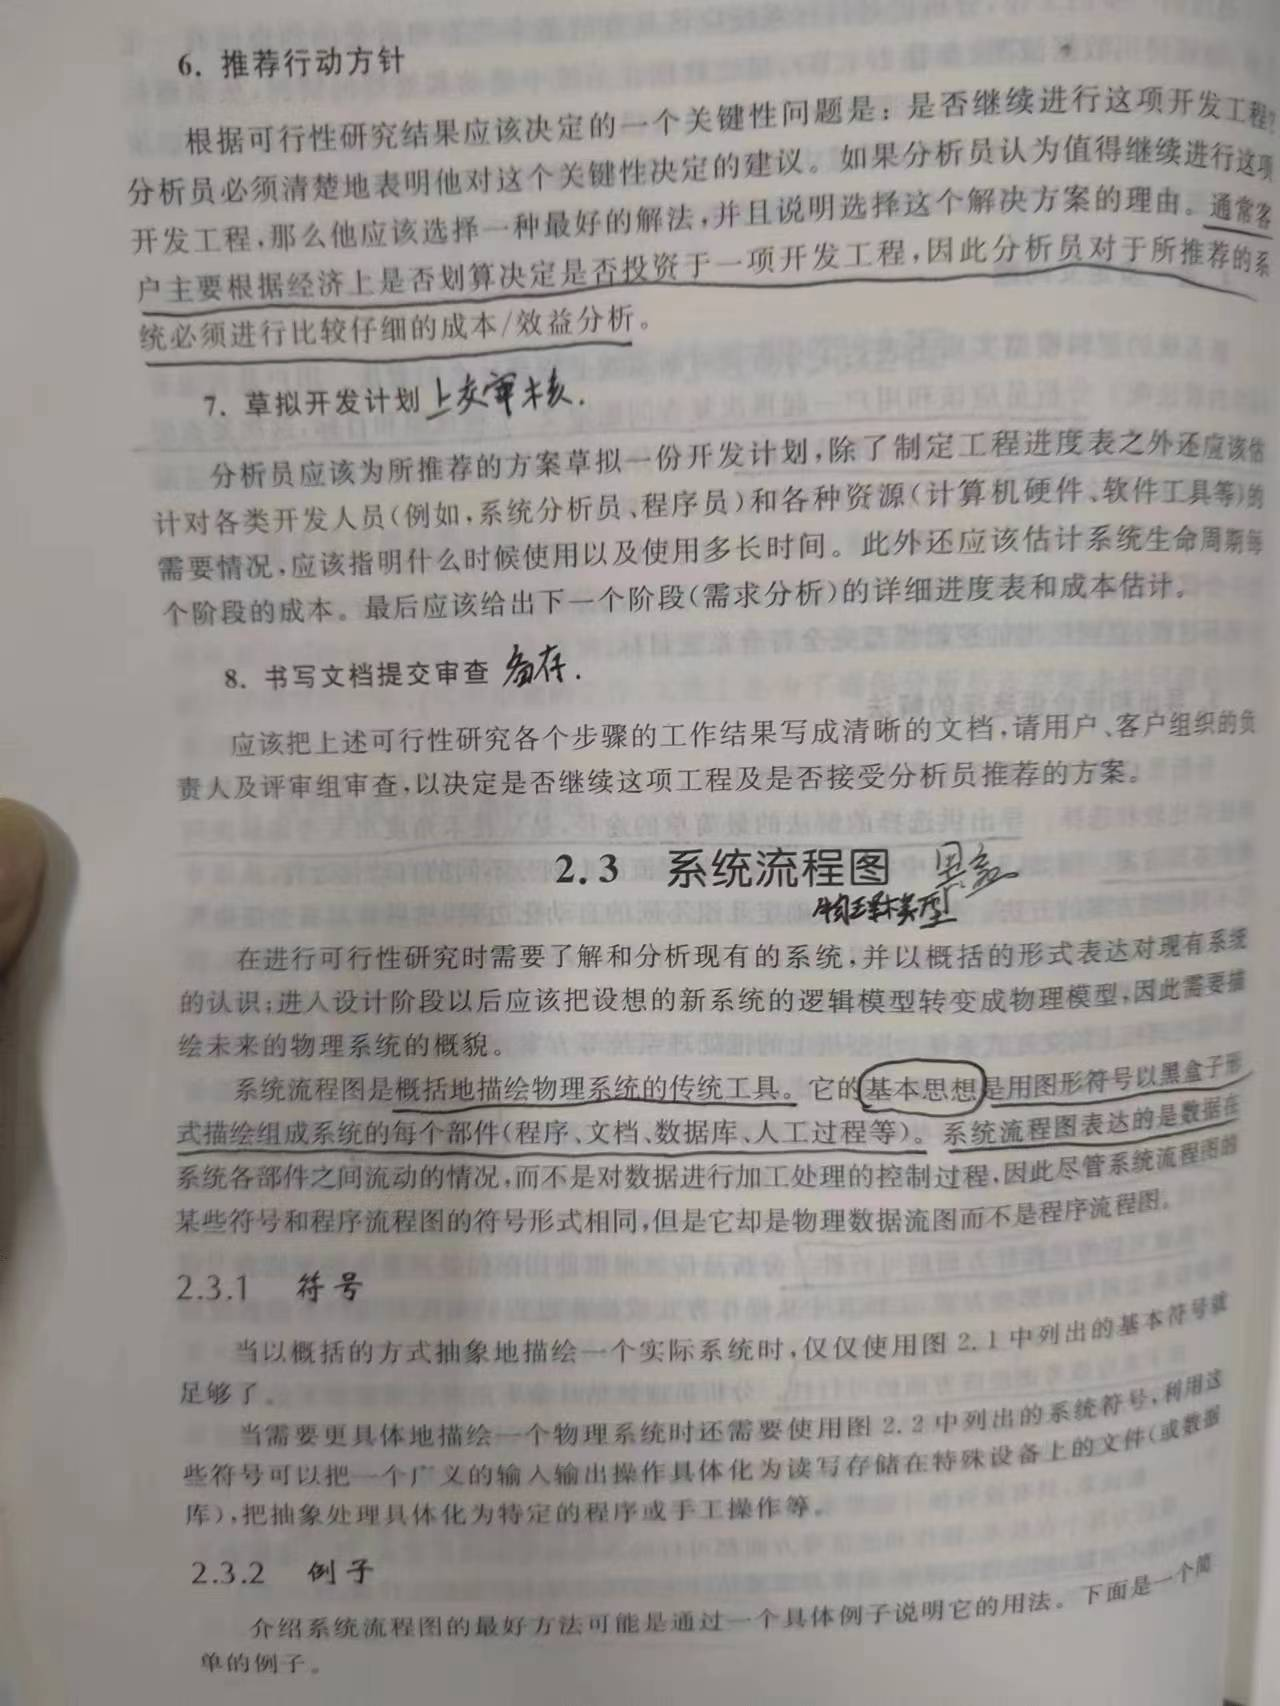 6. 推荐行动方针
根据可行性研究结果应该决定的一个关键性问题是：是否继续进行这项开发工程？
分析员必须清楚地表明他对这个关键性决定的建议。如果分析员认为值得继续进行这项
开发工程，那么他应该选择一种最好的解法，并且说明选择这个解决方案的理由。通常客
户主要根据经济上是否划算决定是否投资于一项开发工程，因此分析员对于所推荐的系
统必须进行比较仔细的成本/效益分析。
7. 草拟开发计划 上交审核.
分析员应该为所推荐的方案草拟一份开发计划，除了制定工程进度表之外还应该估
计对各类开发人员（例如，系统分析员、程序员）和各种资源（计算机硬件、软件工具等）的
需要情况，应该指明什么时候使用以及使用多长时间。此外还应该估计系统生命周期每
个阶段的成本。最后应该给出下一个阶段（需求分析）的详细进度表和成本估计。
8. 书写文档提交审查 备存.
应该把上述可行性研究各个步骤的工作结果写成清晰的文档，请用户、客户组织的负
责人及评审组审查，以决定是否继续这项工程及是否接受分析员推荐的方案。
2.3 系统流程图 黑盒
物理模型
在进行可行性研究时需要了解和分析现有的系统，并以概括的形式表达对现有系统
的认识；进入设计阶段以后应该把设想的新系统的逻辑模型转变成物理模型，因此需要描
绘未来的物理系统的概貌。
系统流程图是概括地描绘物理系统的传统工具。它的基本思想是用图形符号以黑盒子形
式描绘组成系统的每个部件（程序、文档、数据库、人工过程等）。系统流程图表达的是数据在
系统各部件之间流动的情况，而不是对数据进行加工处理的控制过程，因此尽管系统流程图的
某些符号和程序流程图的符号形式相同，但是它却是物理数据流图而不是程序流程图。
2.3.1 符号
当以概括的方式抽象地描绘一个实际系统时，仅仅使用图 2.1 中列出的基本符号就
足够了。
当需要更具体地描绘一个物理系统时还需要使用图 2.2 中列出的系统符号，利用这
些符号可以把一个广义的输入输出操作具体化为读写存储在特殊设备上的文件（或数据
库），把抽象处理具体化为特定的程序或手工操作等。
2.3.2 例子
介绍系统流程图的最好方法可能是通过一个具体例子说明它的用法。下面是一个简
单的例子。